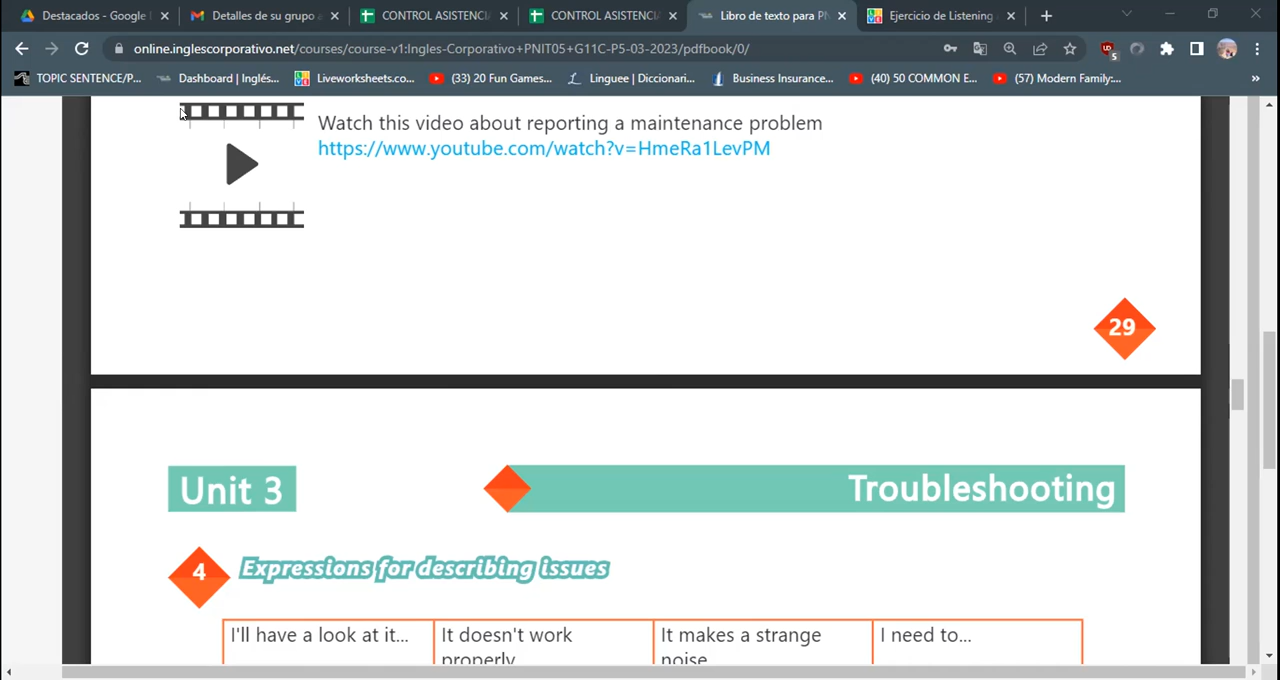 Destacados - Google
Detalles de su grupo
CONTROL ASISTENCI
CONTROL ASISTENCI
Libro de texto para PN
Ejercicio de Listening
online.inglescorporativo.net/courses/course-v1:Ingles-Corporativo+PNIT05+G11C-P5-03-2023/pdfbook/0/
5
TOPIC SENTENCE/P...
Dashboard | Inglés...
Liveworksheets.co...
(33) 20 Fun Games...
Linguee | Diccionari...
Business Insurance...
(40) 50 COMMON E...
(57) Modern Family:...
»
Watch this video about reporting a maintenance problem
https://www.youtube.com/watch?v=HmeRa1LevPM
29
Unit 3
Troubleshooting
4
Expressions for describing issues
I'll have a look at it...
It doesn't work
properly
It makes a strange
noise
I need to...